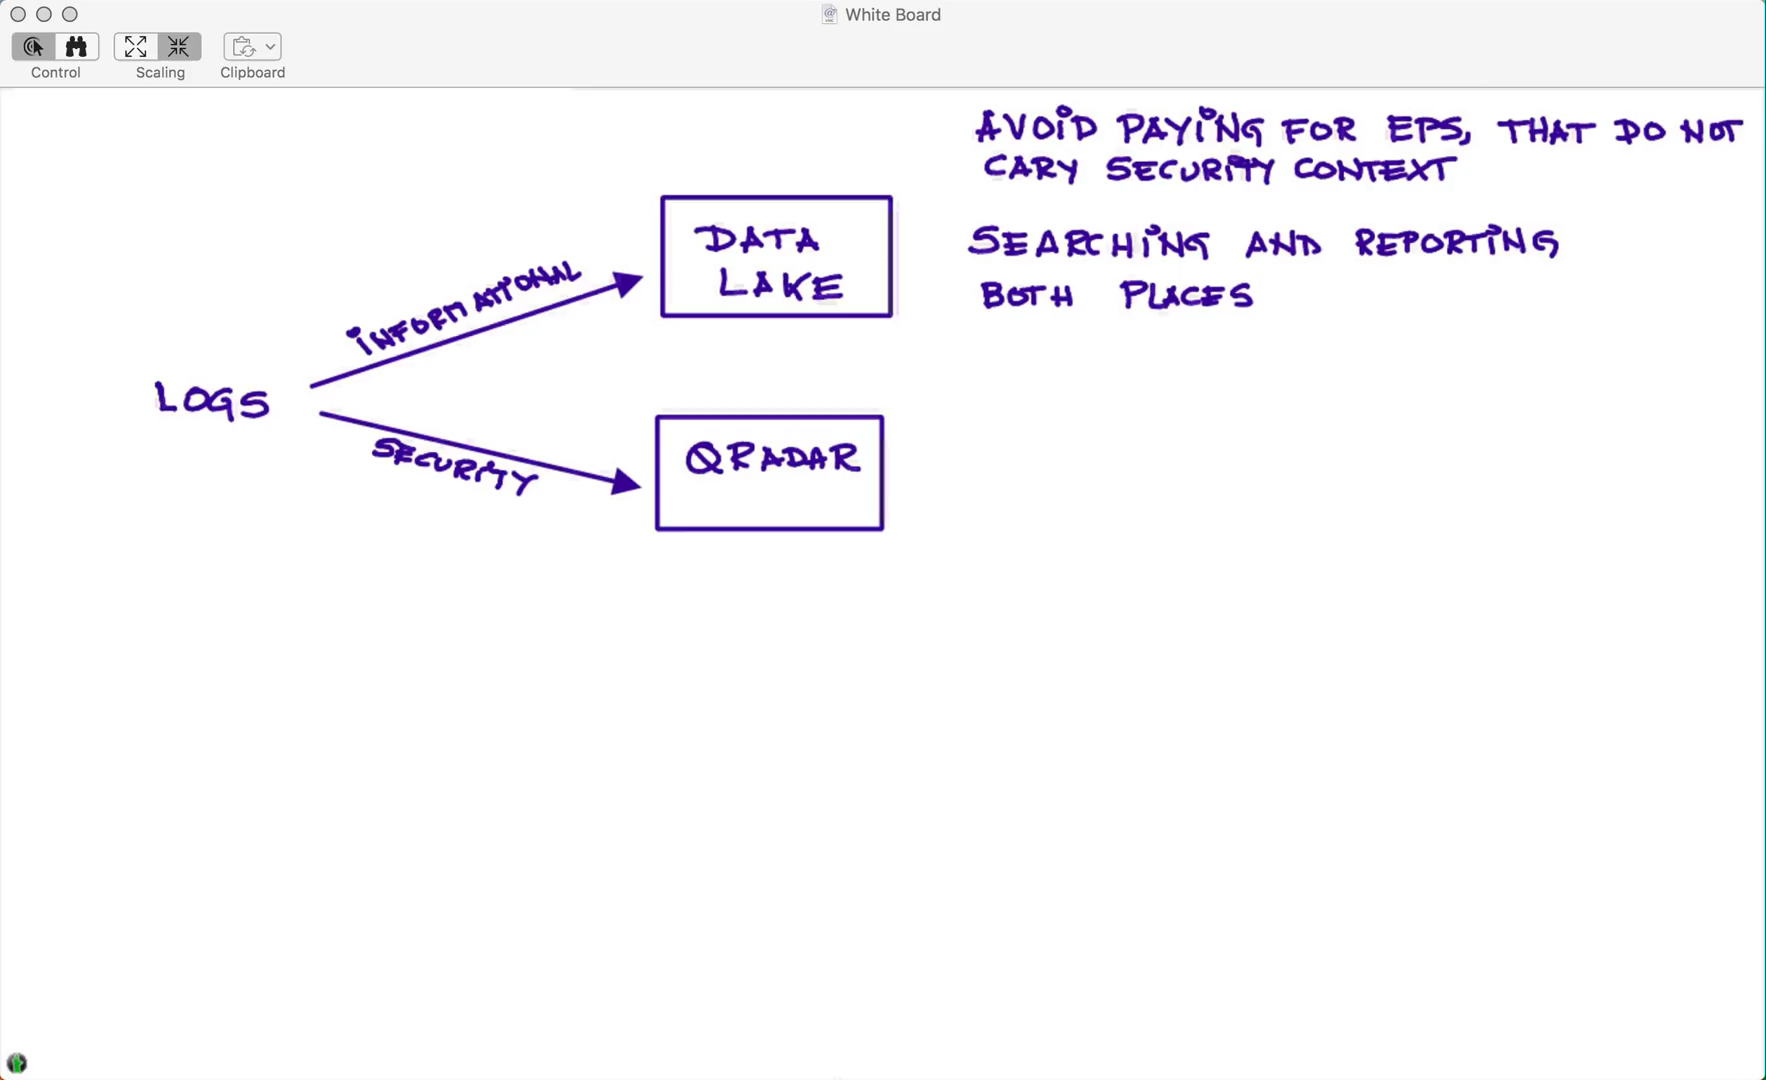 White Board
Control
Scaling
Clipboard
AVOID PAYING FOR EPS, THAT DO NOT
CARY SECURITY CONTEXT
SEARCHING AND REPORTING
BOTH PLACES
DATA
LAKE
INFORMATIONAL
LOGS
SECURITY
QRADAR